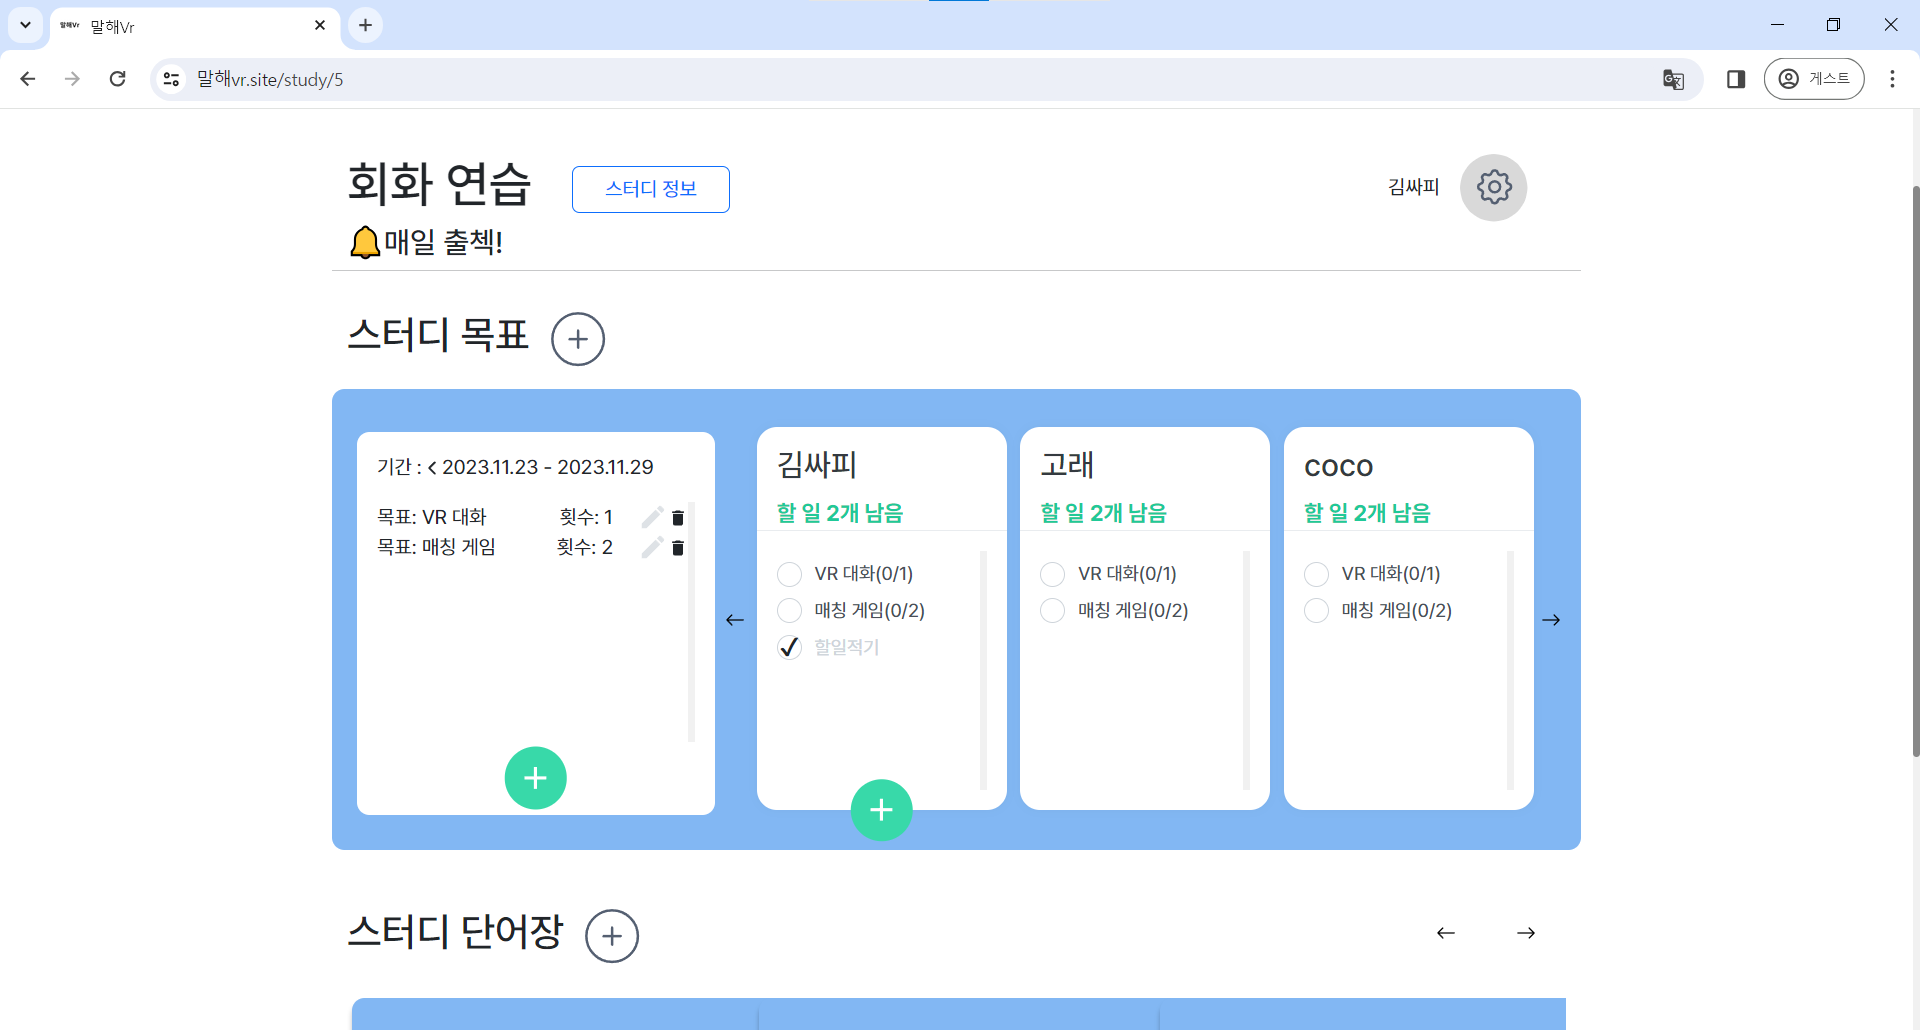 말해Vr 말해Vr
말해vr.site/study/5
게스트
회화 연습
스터디 정보
김싸피
매일 출첵!
스터디 목표
기간 : < 2023.11.23 - 2023.11.29
목표: VR 대화 횟수: 1
목표: 매칭 게임 횟수: 2
김싸피
할 일 2개 남음
VR 대화(0/1)
매칭 게임(0/2)
할일적기
고래
할 일 2개 남음
VR 대화(0/1)
매칭 게임(0/2)
coco
할 일 2개 남음
VR 대화(0/1)
매칭 게임(0/2)
스터디 단어장